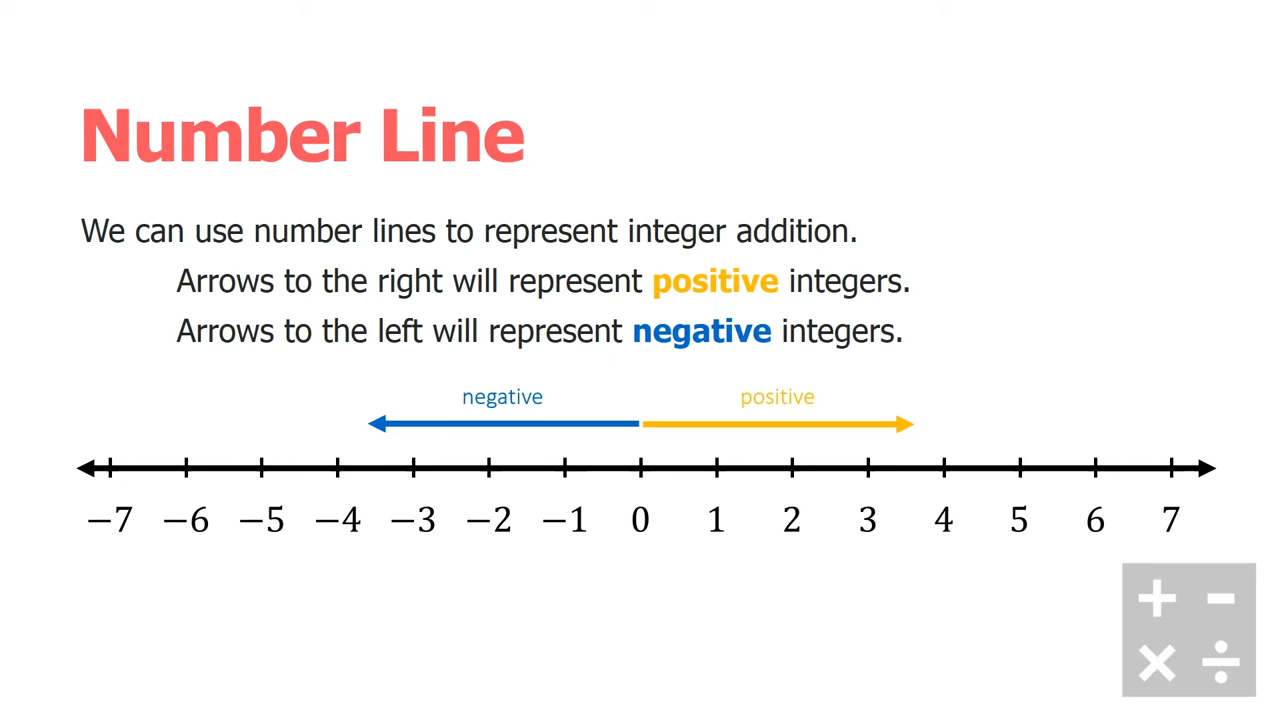 Number Line
We can use number lines to represent integer addition.
Arrows to the right will represent positive integers.
Arrows to the left will represent negative integers.
negative positive
−7 −6 −5 −4 −3 −2 −1 0 1 2 3 4 5 6 7
+ -
× ÷